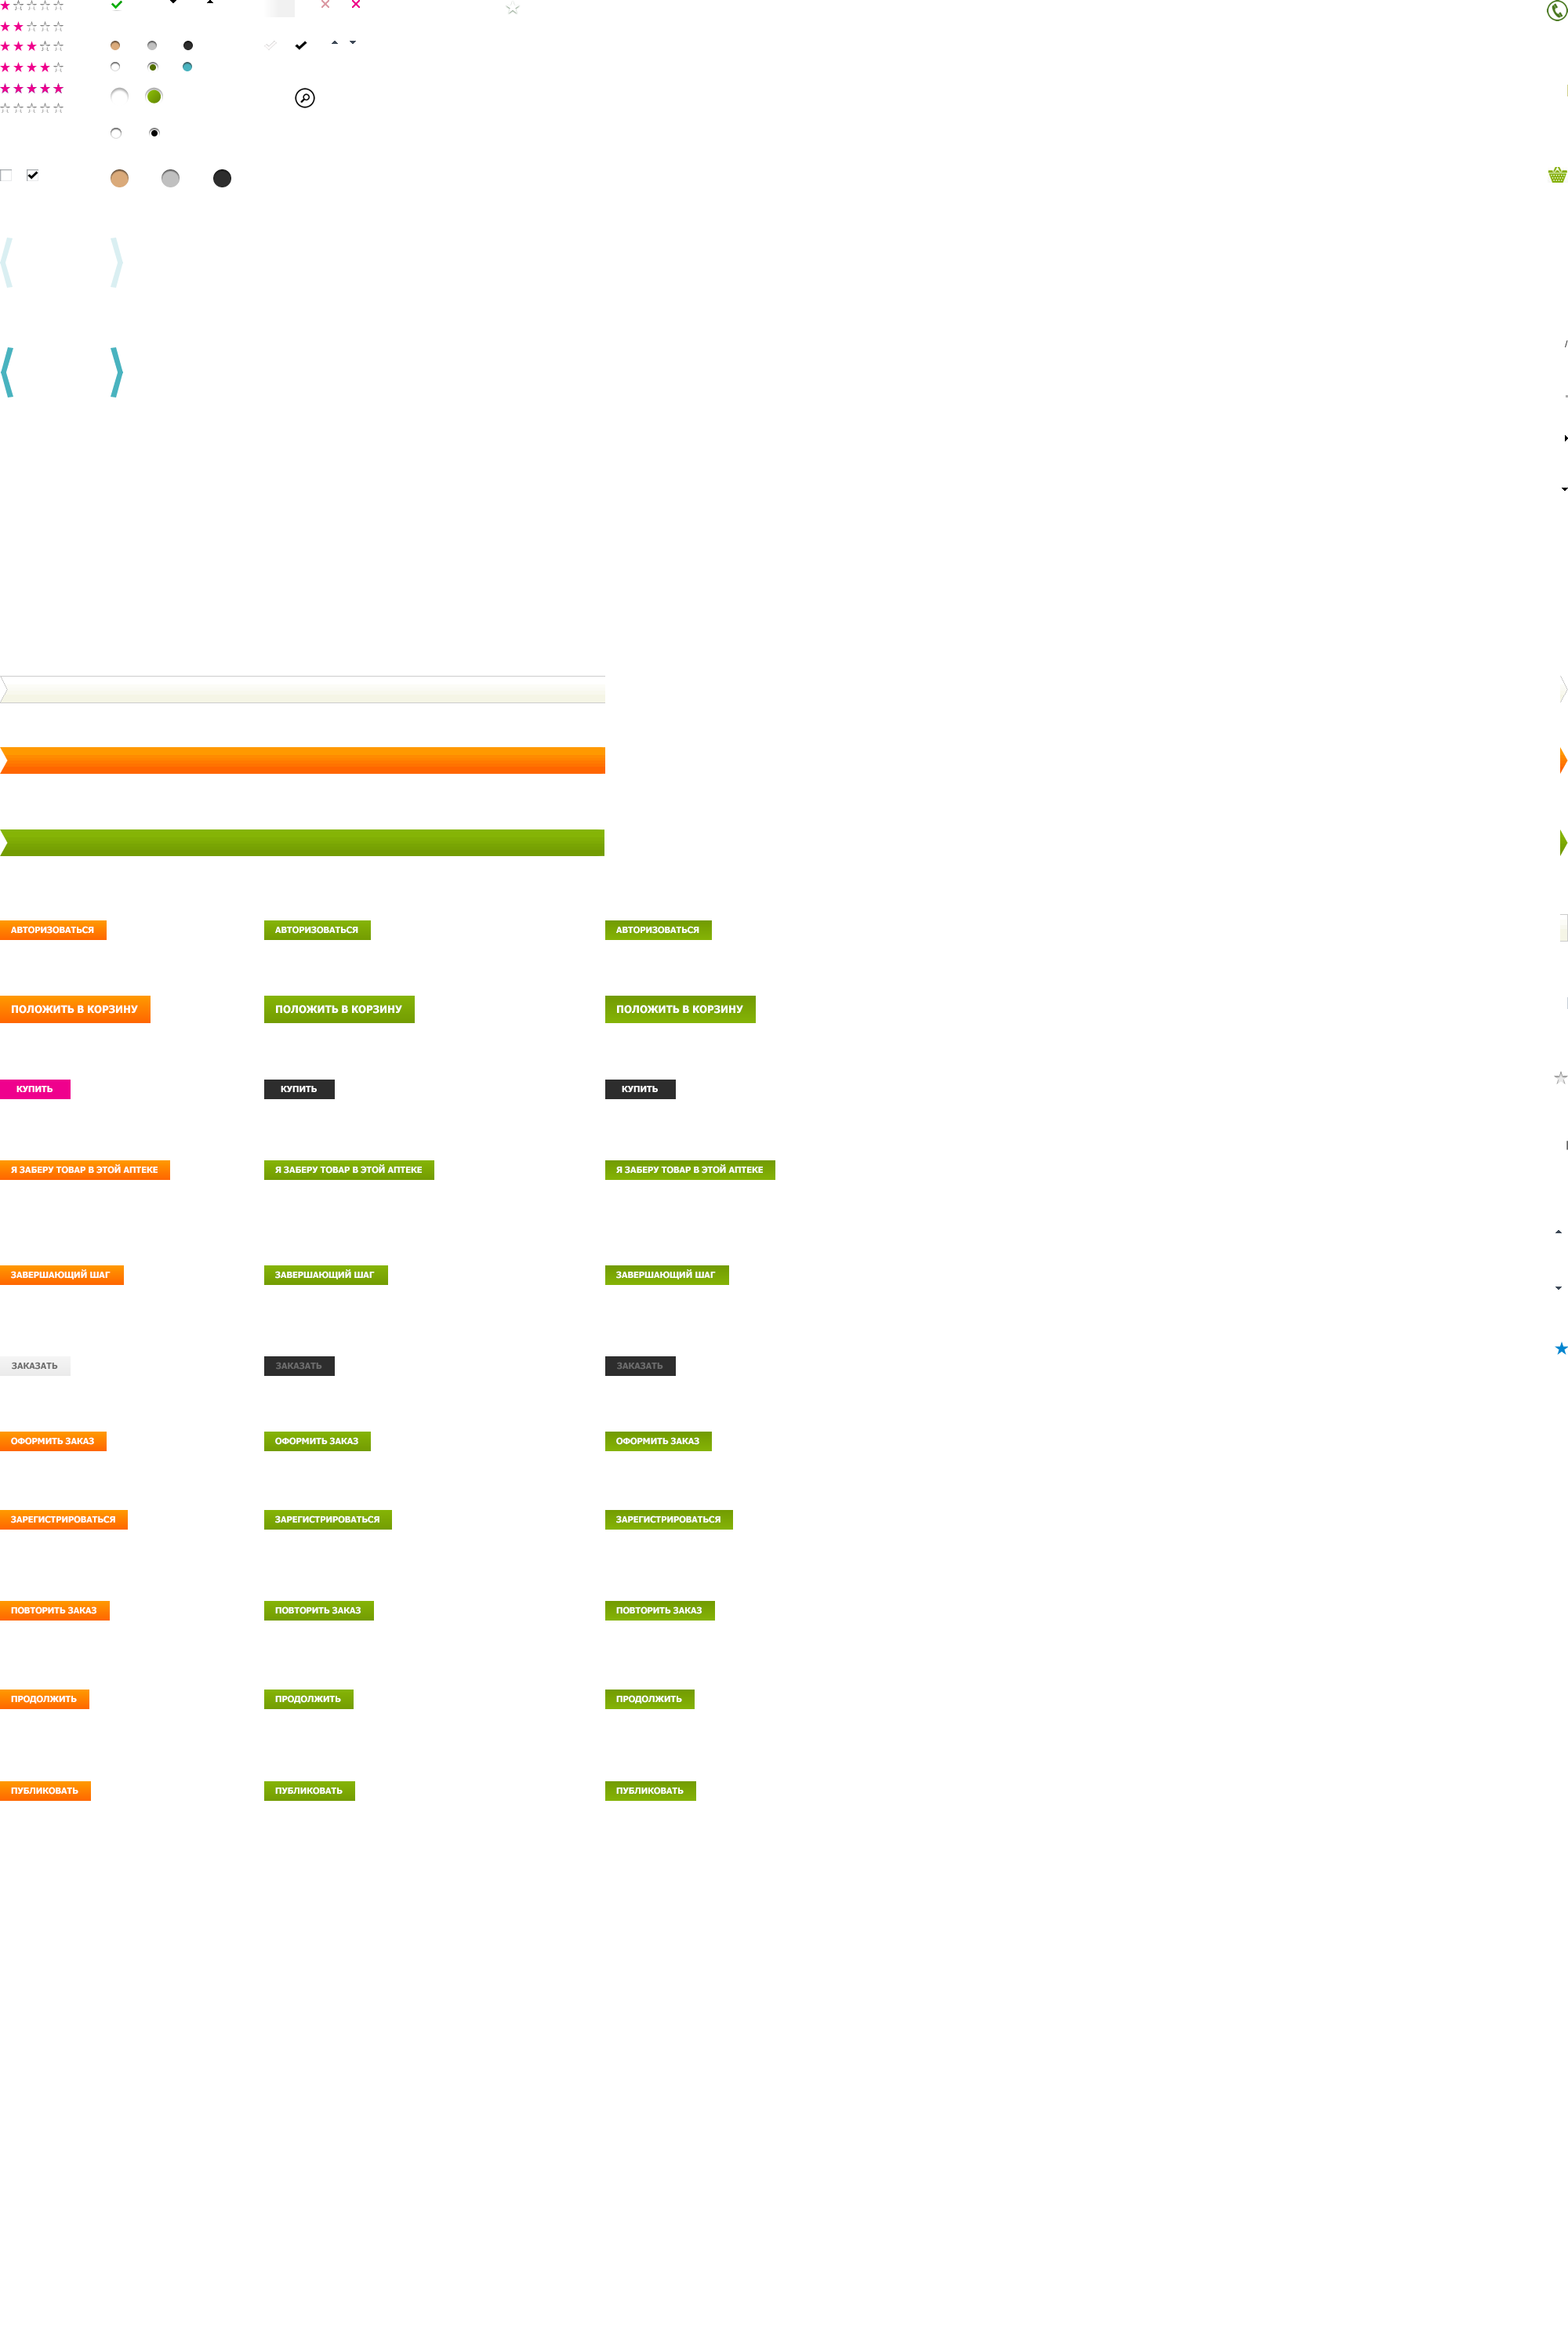 АВТОРИЗОВАТЬСЯ АВТОРИЗОВАТЬСЯ АВТОРИЗОВАТЬСЯ
ПОЛОЖИТЬ В КОРЗИНУ ПОЛОЖИТЬ В КОРЗИНУ ПОЛОЖИТЬ В КОРЗИНУ
КУПИТЬ КУПИТЬ КУПИТЬ
Я ЗАБЕРУ ТОВАР В ЭТОЙ АПТЕКЕ Я ЗАБЕРУ ТОВАР В ЭТОЙ АПТЕКЕ Я ЗАБЕРУ ТОВАР В ЭТОЙ АПТЕКЕ
ЗАВЕРШАЮЩИЙ ШАГ ЗАВЕРШАЮЩИЙ ШАГ ЗАВЕРШАЮЩИЙ ШАГ
ЗАКАЗАТЬ ЗАКАЗАТЬ ЗАКАЗАТЬ
ОФОРМИТЬ ЗАКАЗ ОФОРМИТЬ ЗАКАЗ ОФОРМИТЬ ЗАКАЗ
ЗАРЕГИСТРИРОВАТЬСЯ ЗАРЕГИСТРИРОВАТЬСЯ ЗАРЕГИСТРИРОВАТЬСЯ
ПОВТОРИТЬ ЗАКАЗ ПОВТОРИТЬ ЗАКАЗ ПОВТОРИТЬ ЗАКАЗ
ПРОДОЛЖИТЬ ПРОДОЛЖИТЬ ПРОДОЛЖИТЬ
ПУБЛИКОВАТЬ ПУБЛИКОВАТЬ ПУБЛИКОВАТЬ